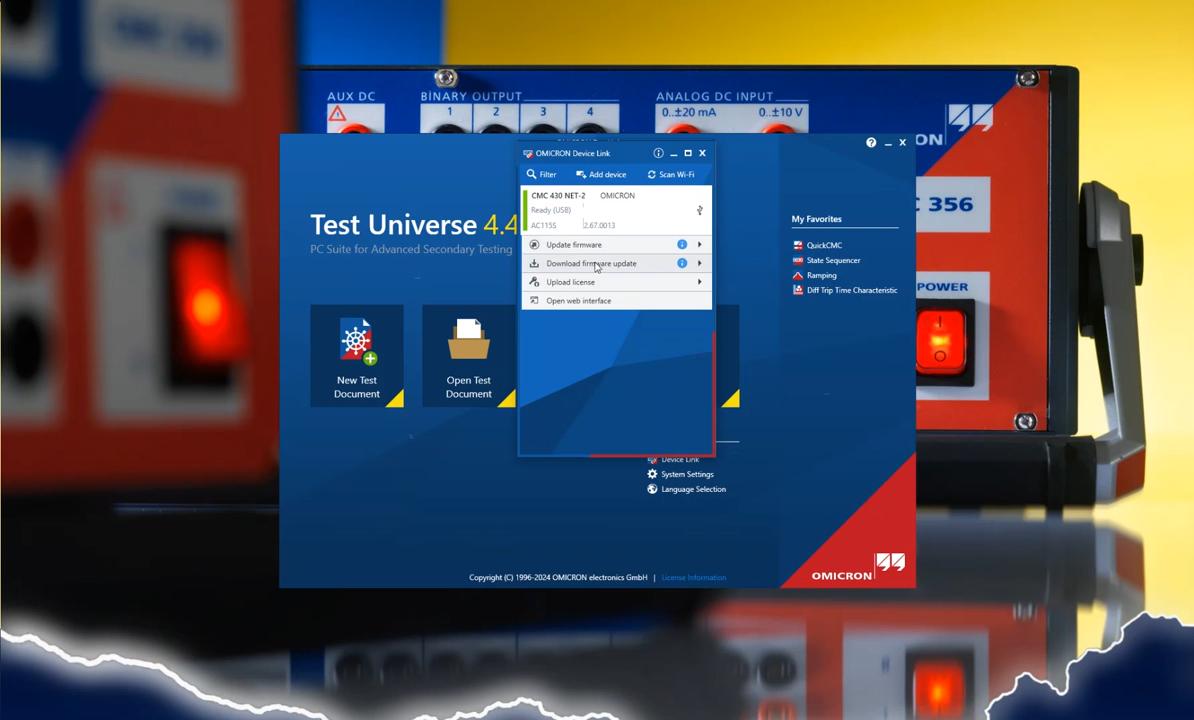 AUX DC
BINARY OUTPUT
ANALOG DC INPUT
1
2
3
4
0..±20 mA
0..±10 V
356
POWER
OMICRON Device Link
Filter
Add device
Scan Wi-Fi
CMC 430 NET-2
OMICRON
Ready (USB)
AC115S
2.67.0013
Update firmware
Download firmware update
Upload license
Open web interface
Test Universe 4.4
PC Suite for Advanced Secondary Testing
My Favorites
QuickCMC
State Sequencer
Ramping
Diff Trip Time Characteristic
New Test
Document
Open Test
Document
Device Link
System Settings
Language Selection
Copyright (C) 1996-2024 OMICRON electronics GmbH | License Information
OMICRON